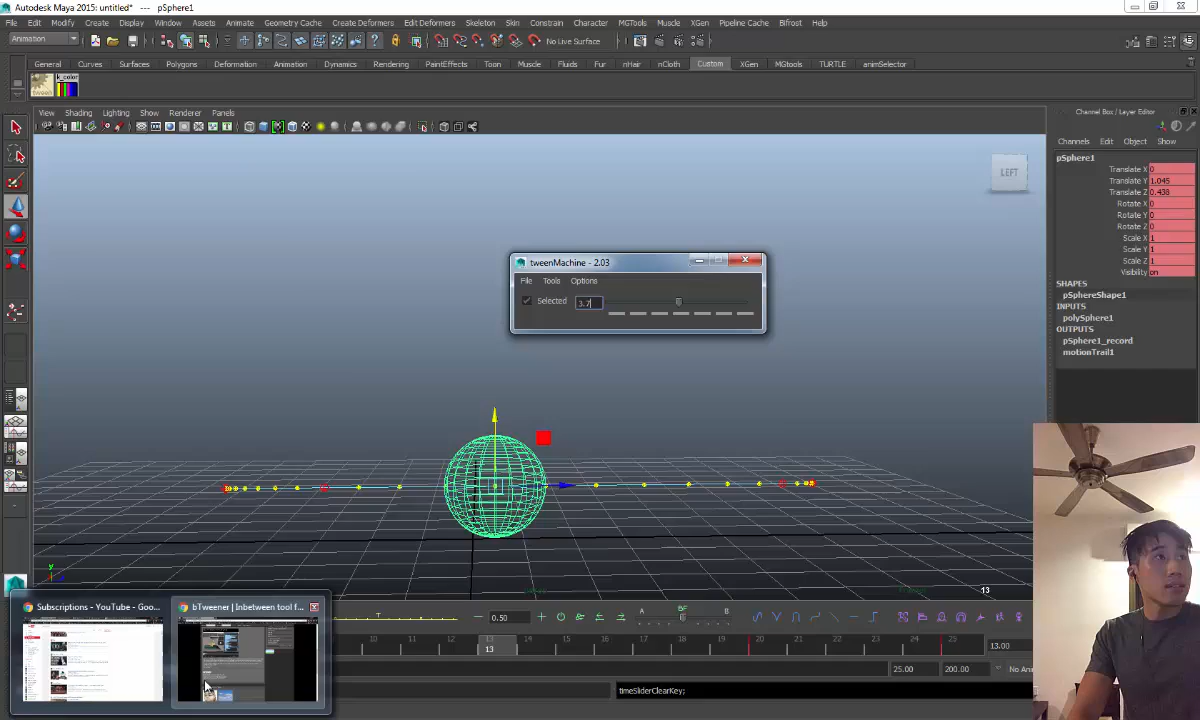 Autodesk Maya 2015: untitled* --- pSphere1
File Edit Modify Create Display Window Assets Animate Geometry Cache Create Deformers Edit Deformers Skeleton Skin Constrain Character MGTools Muscle XGen Pipeline Cache Bifrost Help
Animation
No Live Surface
General Curves Surfaces Polygons Deformation Animation Dynamics Rendering PaintEffects Toon Muscle Fluids Fur nHair nCloth Custom XGen MGtools TURTLE animSelector
tween
k_color
View Shading Lighting Show Renderer Panels
Channel Box / Layer Editor
Channels Edit Object Show
pSphere1
Translate X 0
Translate Y 1.045
Translate Z 0.438
Rotate X 0
Rotate Y 0
Rotate Z 0
Scale X 1
Scale Y 1
Scale Z 1
Visibility on
SHAPES
pSphereShape1
INPUTS
polySphere1
OUTPUTS
pSphere1_record
motionTrail1
LEFT
tweenMachine - 2.03
File Tools Options
Selected 3.7
y
13
Subscriptions - YouTube - Goo...
bTweener | Inbetween tool f...
T
0.50
A BF B
10 11 12 13 14 15 16 17 18 19 20 21 22 23 24 25
13
13.00
25.00 200.00 No Ani
timeSliderClearKey;